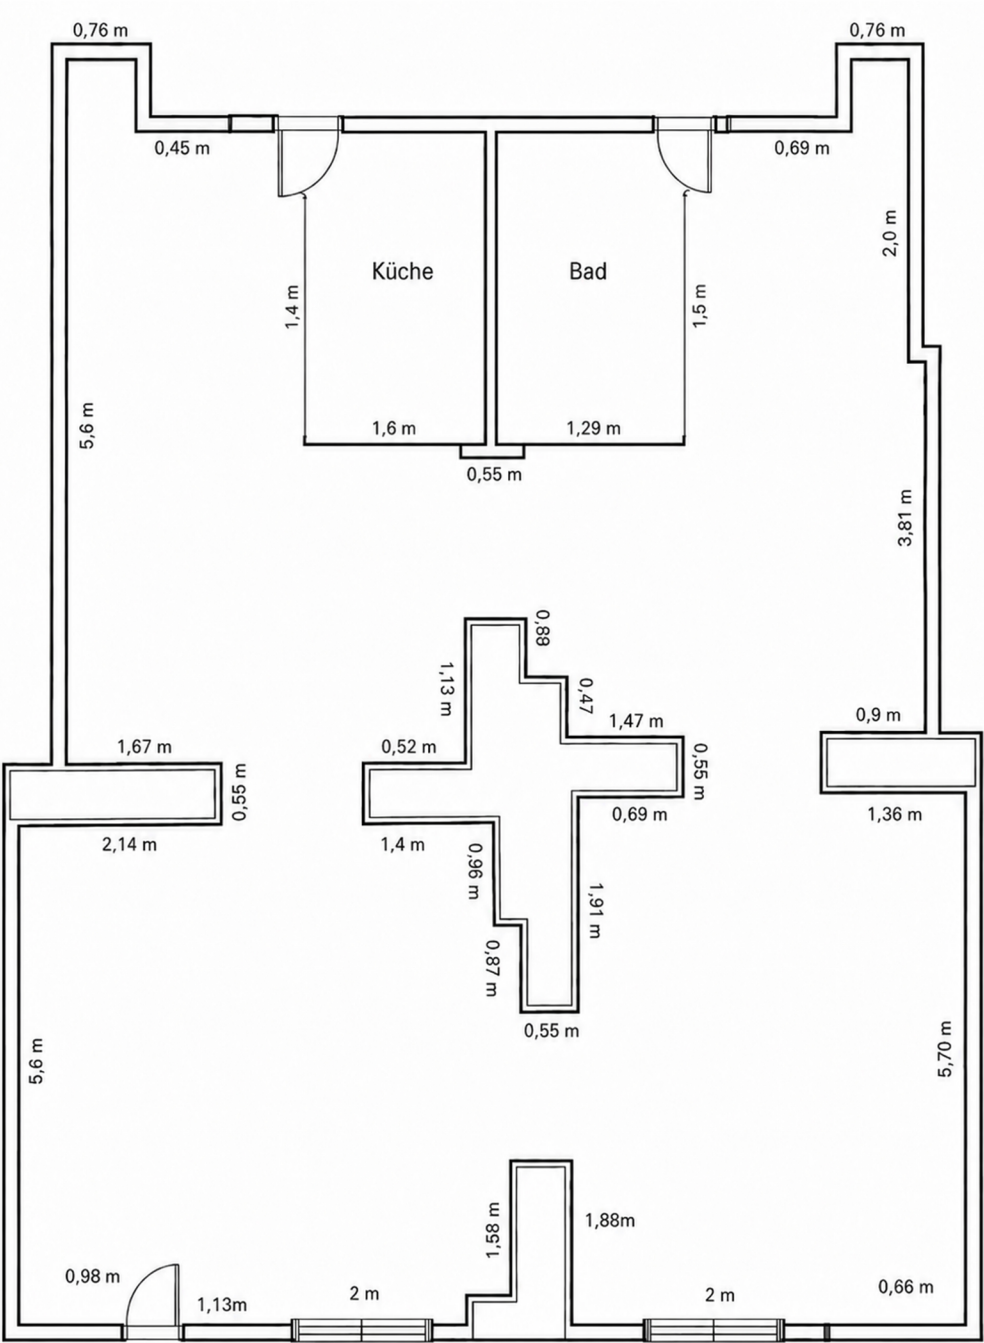 0,76 m
0,76 m
0,45 m
0,69 m
2,0 m
Küche
Bad
1,4 m
1,5 m
5,6 m
1,6 m
1,29 m
0,55 m
3,81 m
0,88
1,13 m
0,47
0,9 m
1,47 m
1,67 m
0,52 m
0,55 m
0,55 m
0,69 m
1,36 m
2,14 m
1,4 m
0,96 m
1,91 m
0,87 m
0,55 m
5,6 m
5,70 m
1,58 m
1,88m
0,98 m
0,66 m
1,13m
2 m
2 m